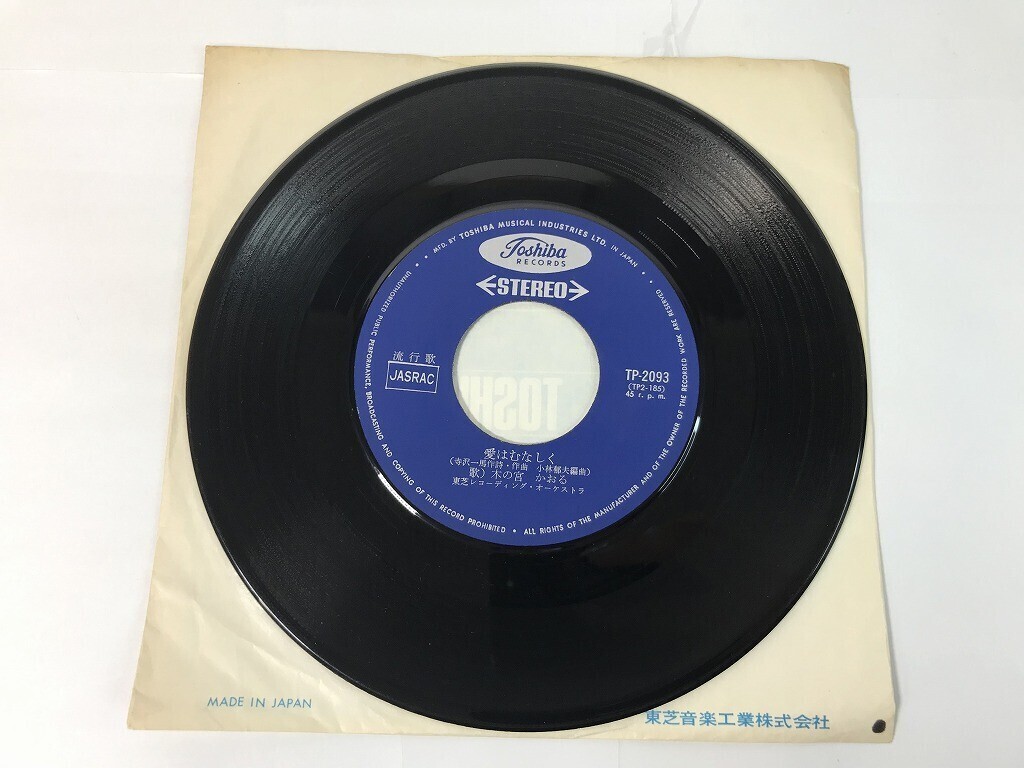 MFD. BY TOSHIBA MUSICAL INDUSTRIES LTD. IN JAPAN •
Toshiba
RECORDS
STEREO
流行歌
JASRAC
TP-2093
(TP2-185)
45 r. p. m.
TOSH
愛はむなしく
(寺沢一馬作詩・作曲 小林郁夫編曲)
歌) 木の宮 かおる
東芝レコーディング・オーケストラ
UNAUTHORIZED PUBLIC PERFORMANCE, BROADCASTING AND COPYING OF THIS RECORD PROHIBITED • ALL RIGHTS OF THE MANUFACTURER AND OF THE OWNER OF THE RECORDED WORK ARE RESERVED
MADE IN JAPAN
東芝音楽工業株式会社